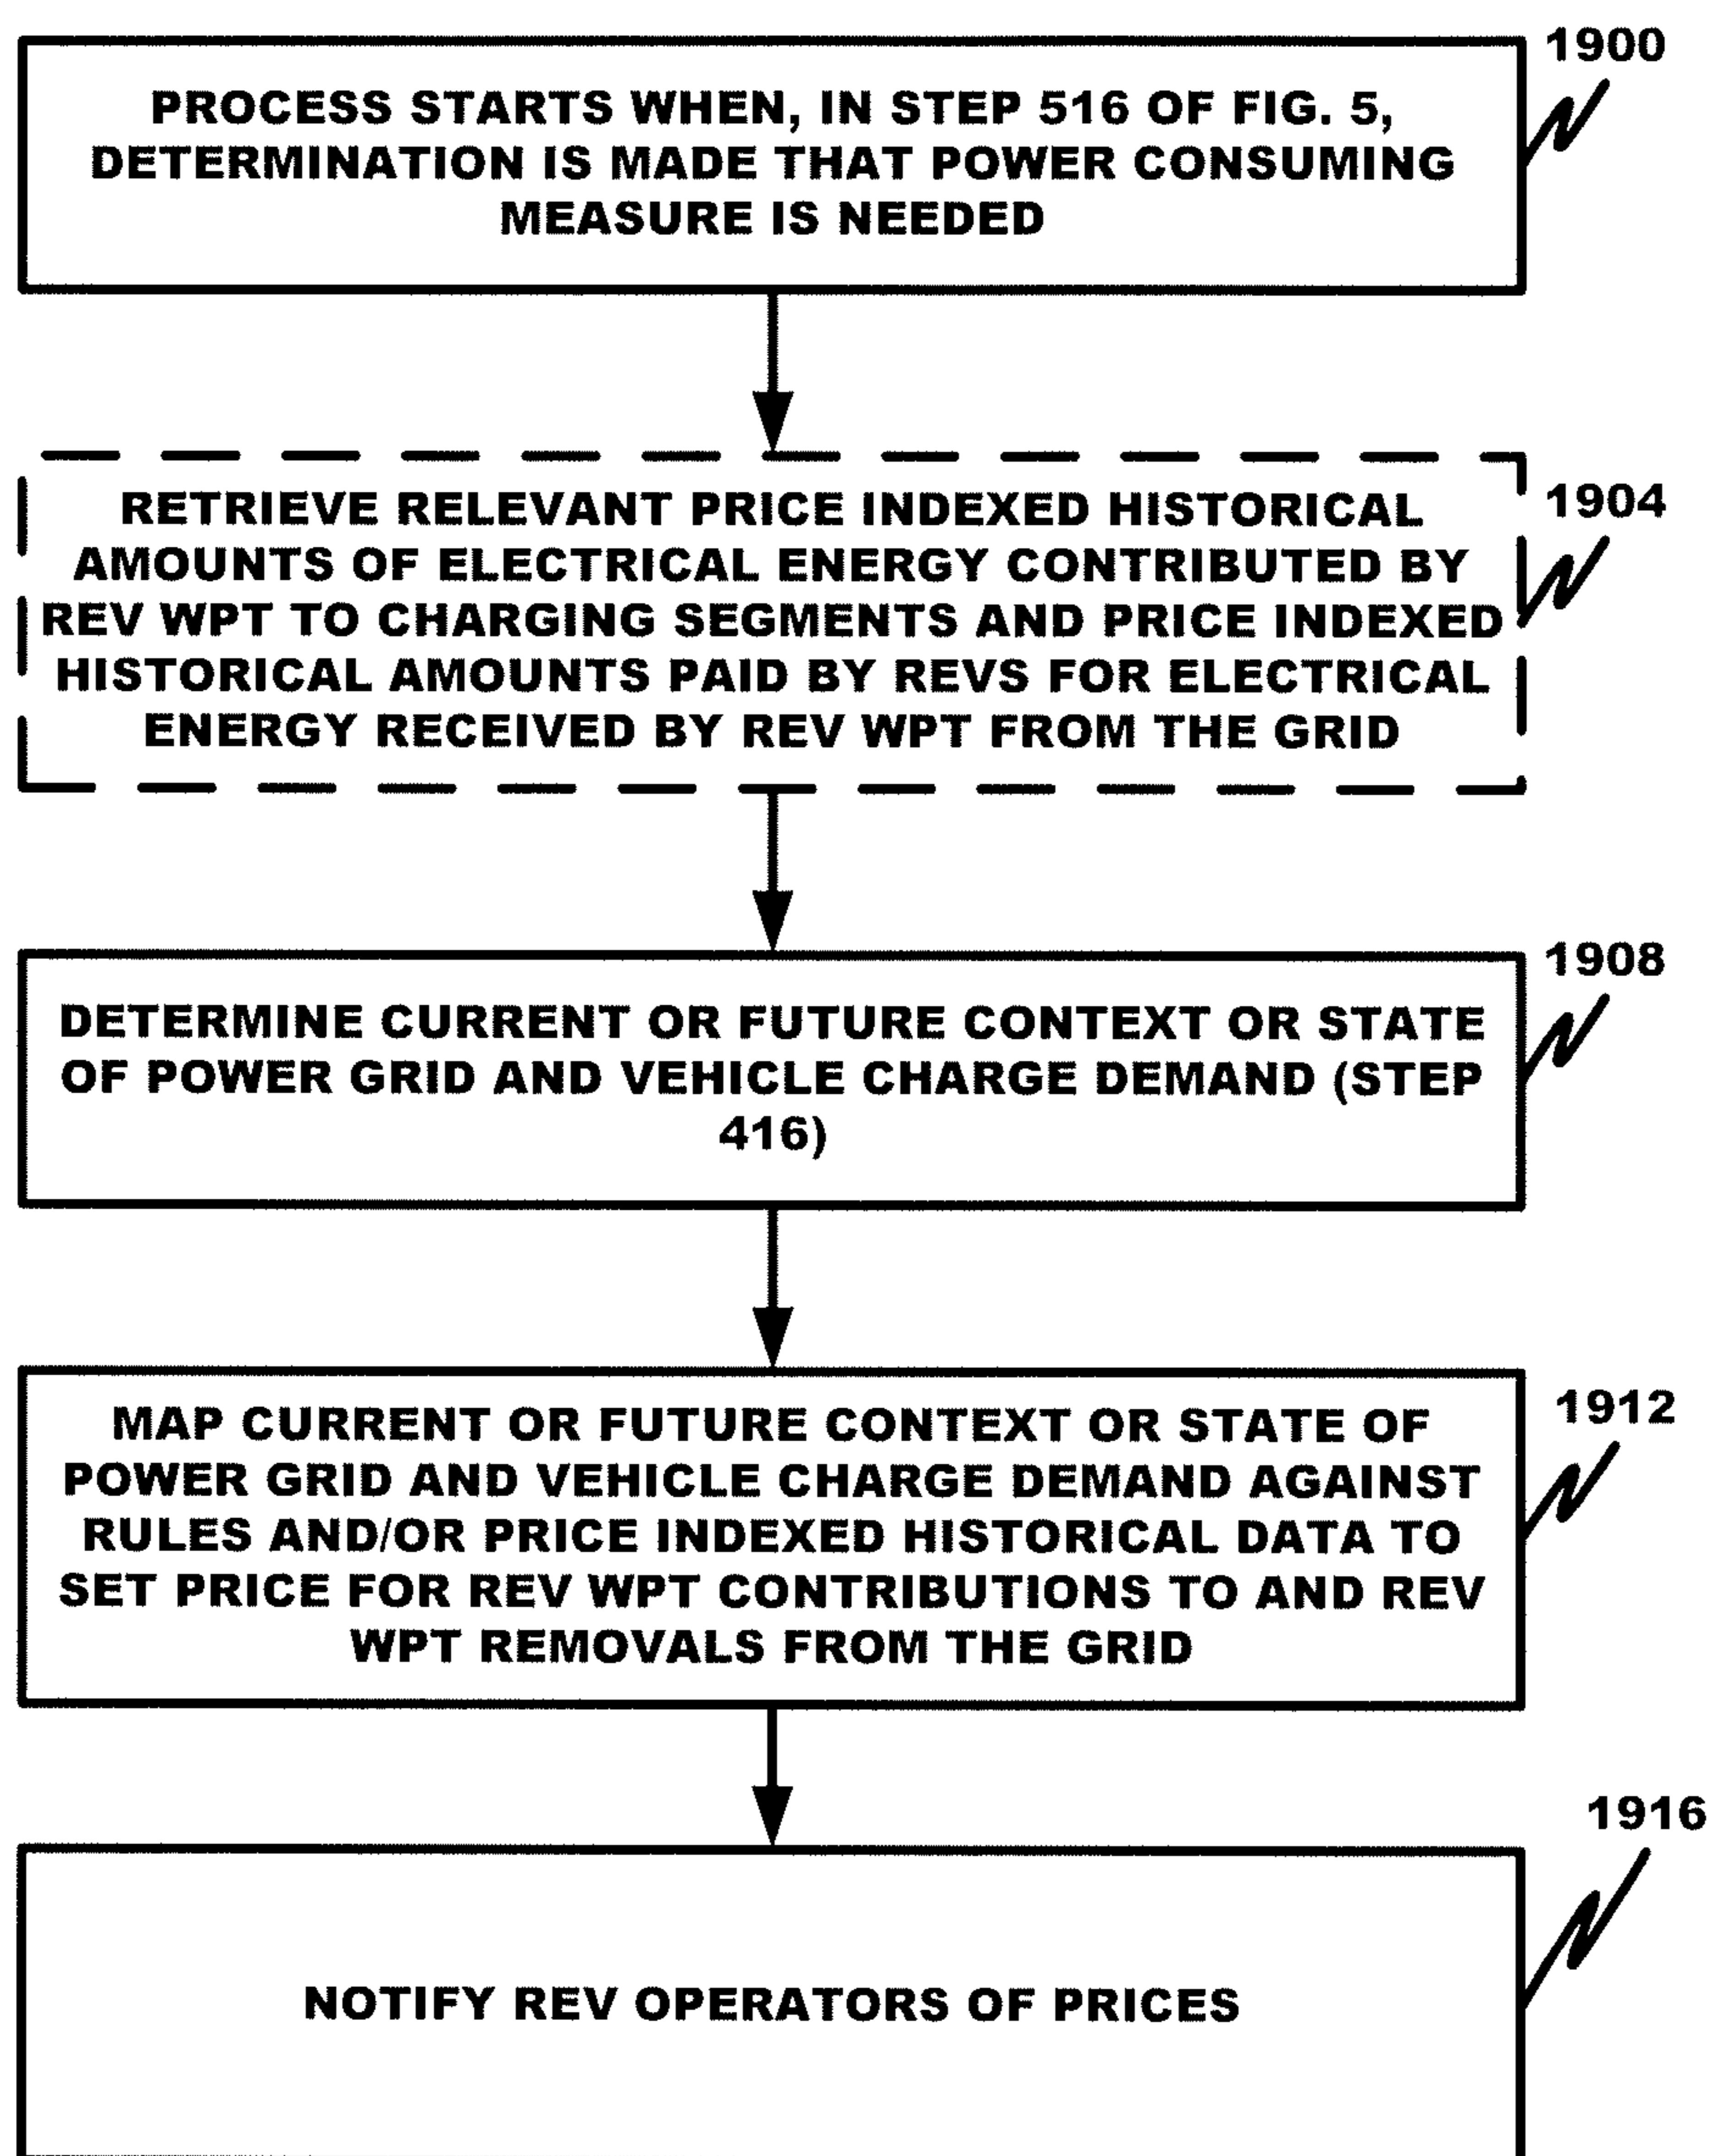 1900
PROCESS STARTS WHEN, IN STEP 516 OF FIG. 5,
DETERMINATION IS MADE THAT POWER CONSUMING
MEASURE IS NEEDED
1904
RETRIEVE RELEVANT PRICE INDEXED HISTORICAL
AMOUNTS OF ELECTRICAL ENERGY CONTRIBUTED BY
REV WPT TO CHARGING SEGMENTS AND PRICE INDEXED
HISTORICAL AMOUNTS PAID BY REVS FOR ELECTRICAL
ENERGY RECEIVED BY REV WPT FROM THE GRID
1908
DETERMINE CURRENT OR FUTURE CONTEXT OR STATE
OF POWER GRID AND VEHICLE CHARGE DEMAND (STEP
416)
1912
MAP CURRENT OR FUTURE CONTEXT OR STATE OF
POWER GRID AND VEHICLE CHARGE DEMAND AGAINST
RULES AND/OR PRICE INDEXED HISTORICAL DATA TO
SET PRICE FOR REV WPT CONTRIBUTIONS TO AND REV
WPT REMOVALS FROM THE GRID
1916
NOTIFY REV OPERATORS OF PRICES